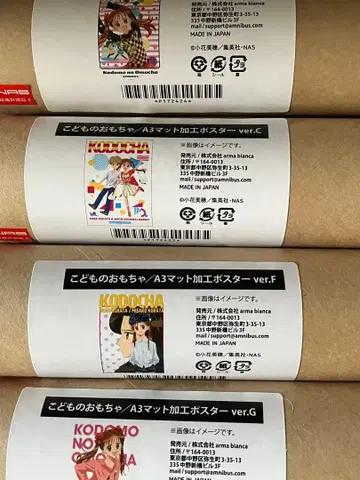 Kodomo no Omocha
発売元/株式会社 arma bianca
住所/〒164-0013
東京都中野区弥生町3-35-13
335中野新橋ビル3F
mail/support@amnibus.com
MADE IN JAPAN
©小花美穂/集英社・NAS
箱
紙
シール
袋
*P172424*
NAS
こどものおもちゃ/A3マット加工ポスター ver.C
KODOCHA
※画像はイメージです。
発売元/株式会社 arma bianca
住所/〒164-0013
東京都中野区弥生町3-35-13
335中野新橋ビル3F
mail/support@amnibus.com
MADE IN JAPAN
©小花美穂/集英社・NAS
紙
シール
こどものおもちゃ/A3マット加工ポスター ver.F
KODOCHA
※画像はイメージです。
発売元/株式会社 arma bianca
住所/〒164-0013
東京都中野区弥生町3-35-13
335中野新橋ビル3F
mail/support@amnibus.com
MADE IN JAPAN
©小花美穂/集英社・NAS
紙
こどものおもちゃ/A3マット加工ポスター ver.G
KODOMO
NO
※画像はイメージです。
発売元/株式会社 arma bianca
住所/〒164-0013
東京都中野区弥生町3-35-13
335中野新橋ビル3F
mail/support@amnibus.com